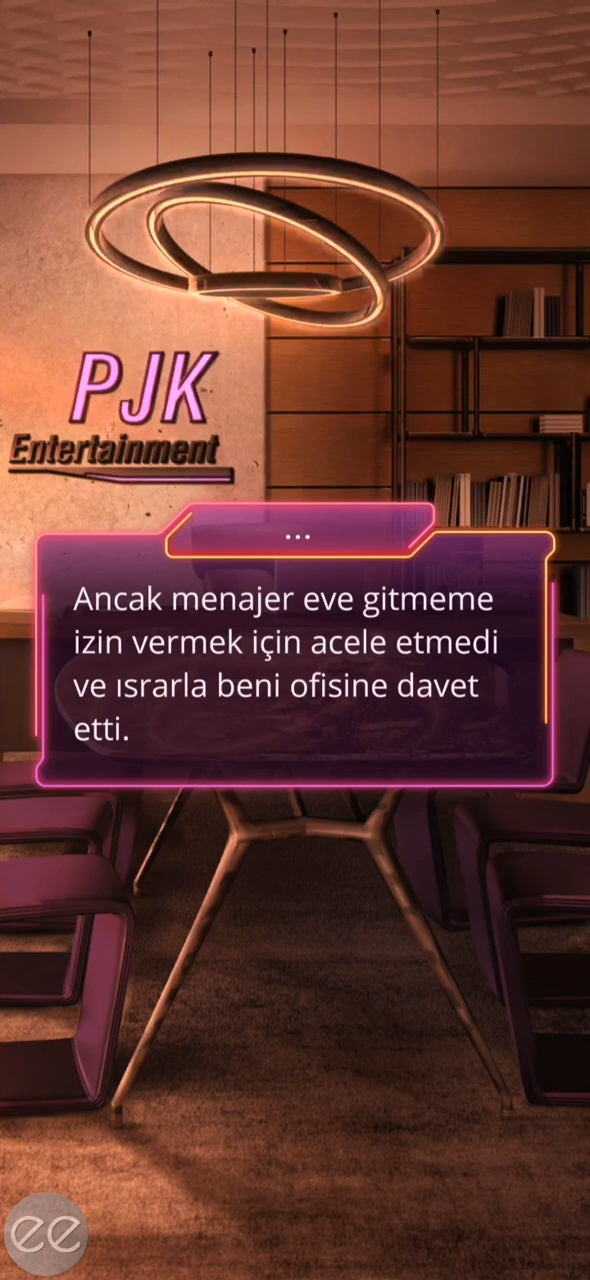 PJK
Entertainment
...
Ancak menajer eve gitmeme
izin vermek için acele etmedi
ve ısrarla beni ofisine davet
etti.
ee